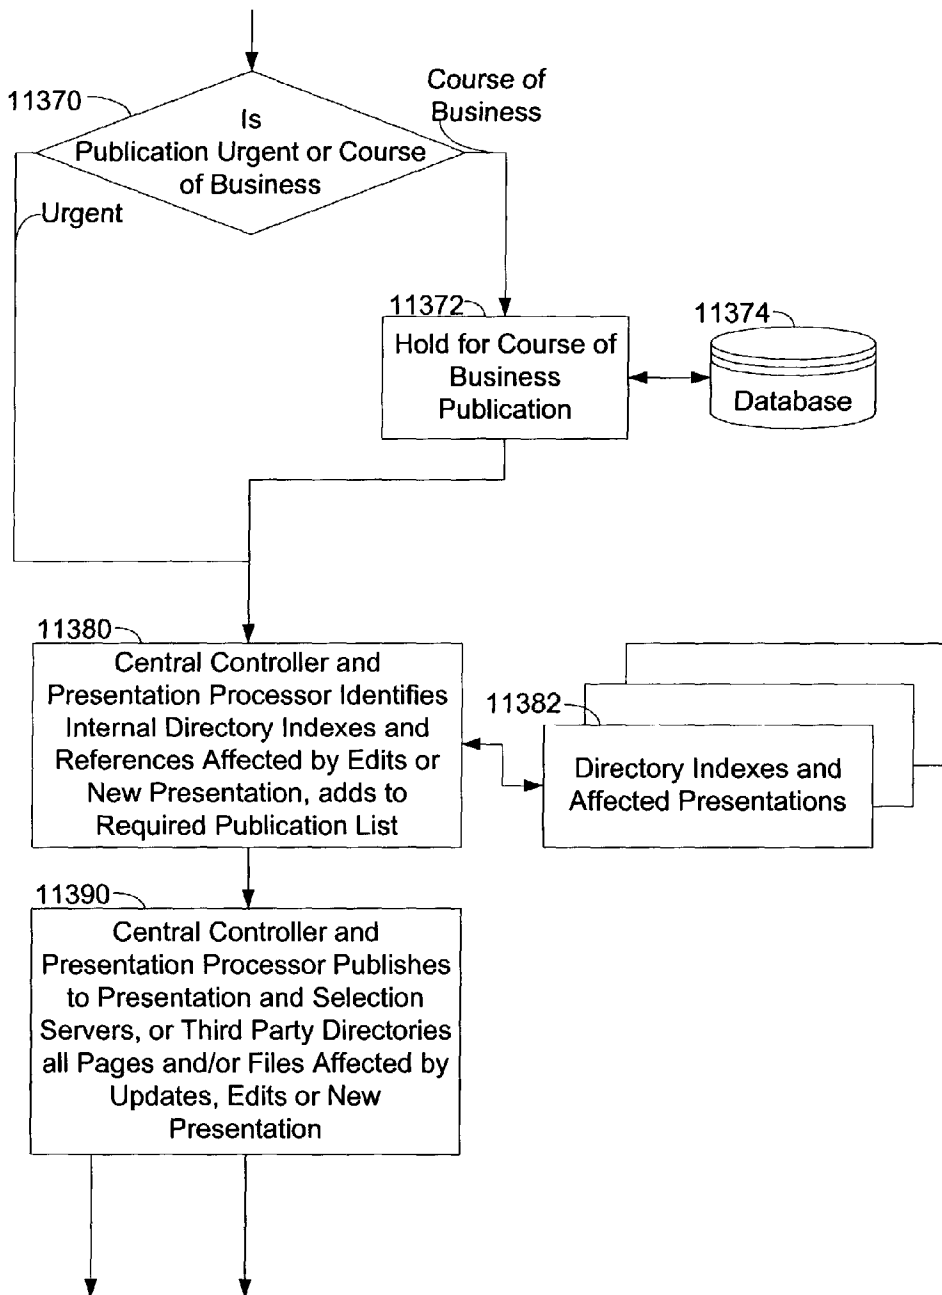 11370
Is
Publication Urgent or Course
of Business
Course of
Business
Urgent
11372
Hold for Course of
Business
Publication
11374
Database
11380
Central Controller and
Presentation Processor Identifies
Internal Directory Indexes and
References Affected by Edits or
New Presentation, adds to
Required Publication List
11382
Directory Indexes and
Affected Presentations
11390
Central Controller and
Presentation Processor Publishes
to Presentation and Selection
Servers, or Third Party Directories
all Pages and/or Files Affected by
Updates, Edits or New
Presentation